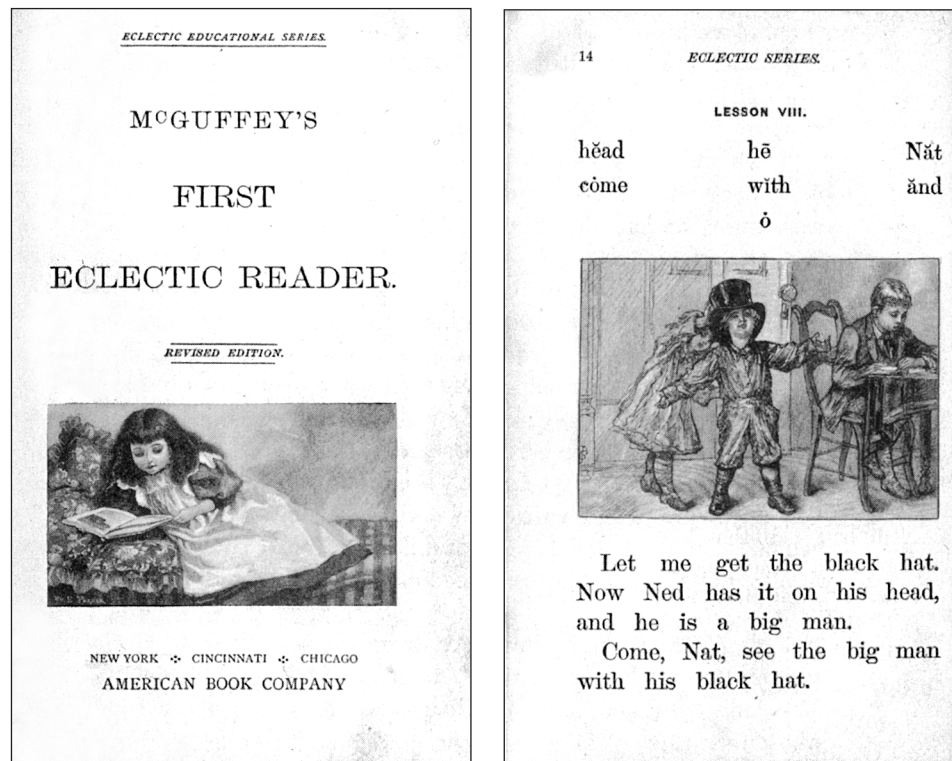 ECLECTIC EDUCATIONAL SERIES.
MᶜGUFFEY'S
FIRST
ECLECTIC READER.
REVISED EDITION.
NEW YORK ∴ CINCINNATI ∴ CHICAGO
AMERICAN BOOK COMPANY
14 ECLECTIC SERIES.
LESSON VIII.
hĕad hē Năt
cȯme wĭth ănd
ȯ
Let me get the black hat.
Now Ned has it on his head,
and he is a big man.
Come, Nat, see the big man
with his black hat.